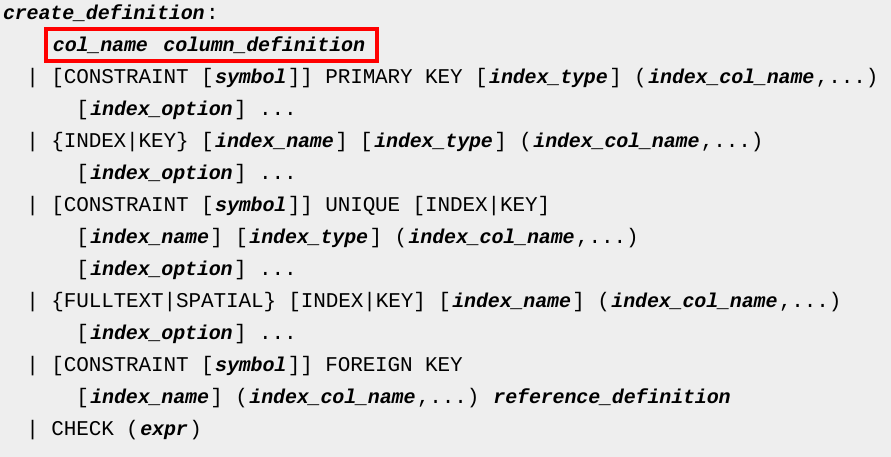 create_definition:
col_name column_definition
| [CONSTRAINT [symbol]] PRIMARY KEY [index_type] (index_col_name,...)
[index_option] ...
| {INDEX|KEY} [index_name] [index_type] (index_col_name,...)
[index_option] ...
| [CONSTRAINT [symbol]] UNIQUE [INDEX|KEY]
[index_name] [index_type] (index_col_name,...)
[index_option] ...
| {FULLTEXT|SPATIAL} [INDEX|KEY] [index_name] (index_col_name,...)
[index_option] ...
| [CONSTRAINT [symbol]] FOREIGN KEY
[index_name] (index_col_name,...) reference_definition
| CHECK (expr)